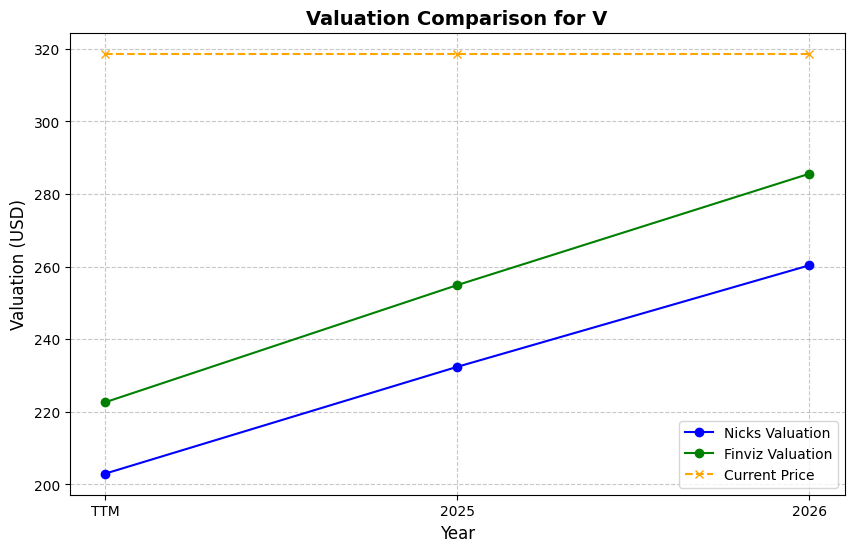 Valuation Comparison for V
Valuation (USD)
320
300
280
260
240
220
200
TTM
2025
2026
Year
Nicks Valuation
Finviz Valuation
Current Price